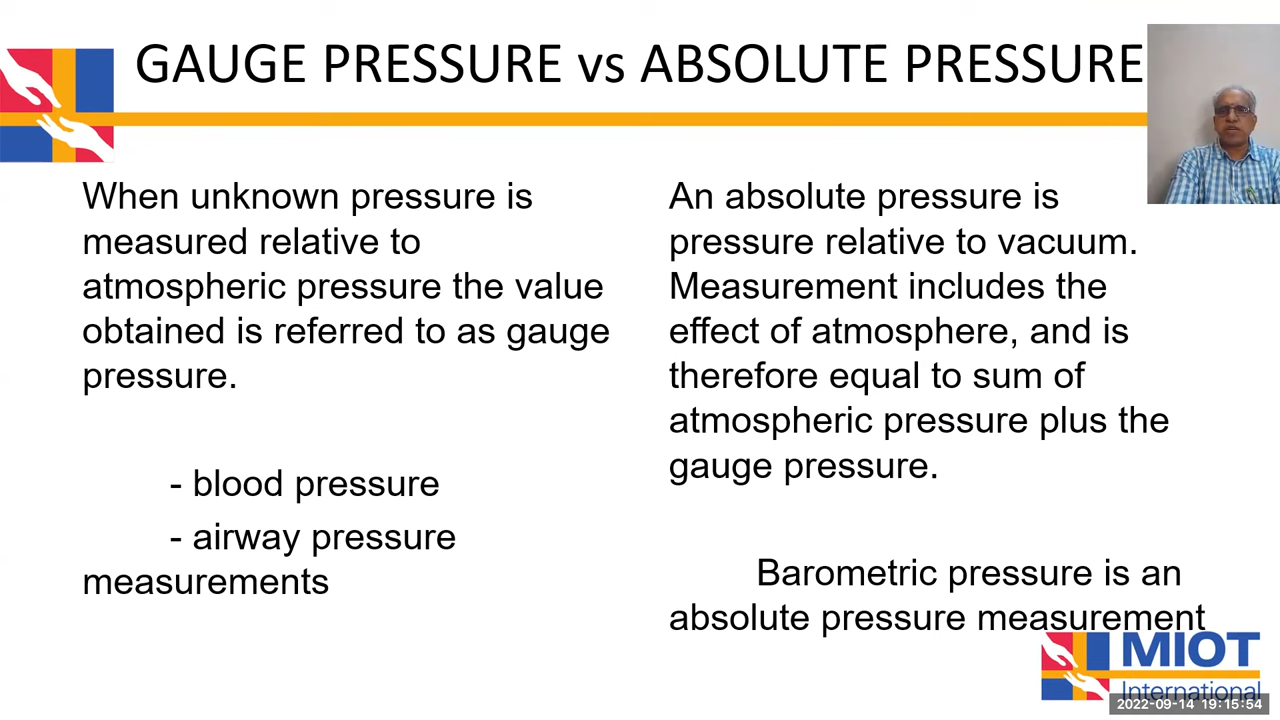 GAUGE PRESSURE vs ABSOLUTE PRESSURE
When unknown pressure is
measured relative to
atmospheric pressure the value
obtained is referred to as gauge
pressure.
- blood pressure
- airway pressure
measurements
An absolute pressure is
pressure relative to vacuum.
Measurement includes the
effect of atmosphere, and is
therefore equal to sum of
atmospheric pressure plus the
gauge pressure.
Barometric pressure is an
absolute pressure measurement
MIOT
International
2022-09-14 19:15:54